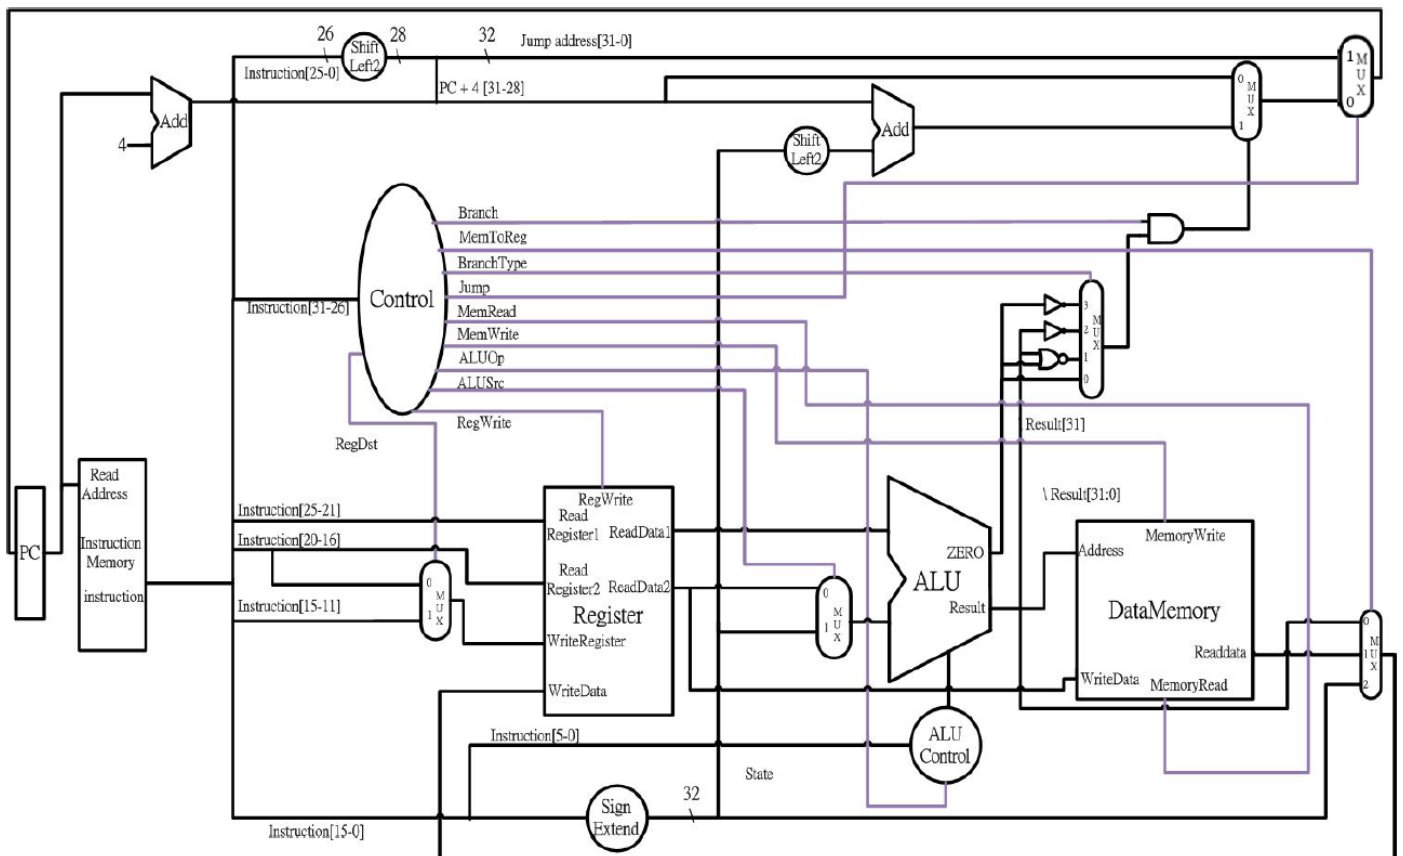 26
28
32
Jump address[31-0]
Shift
Left2
Instruction[25-0]
PC + 4 [31-28]
1
M
U
X
0
0
M
U
X
1
Add
4
Add
Shift
Left2
Branch
MemToReg
BranchType
Jump
MemRead
MemWrite
ALUOp
ALUSrc
RegWrite
RegDst
Control
Instruction[31-26]
3
M
U
2
X
1
0
Result[31]
\ Result[31:0]
PC
Read
Address
Instruction
Memory
instruction
Instruction[25-21]
Instruction[20-16]
Instruction[15-11]
0
M
U
1 X
RegWrite
Read
Register1
ReadData1
Read
Register2
ReadData2
Register
WriteRegister
WriteData
0
M
1 U
X
ZERO
ALU
Result
MemoryWrite
Address
DataMemory
Readdata
WriteData
MemoryRead
0
M
1 U
X
2
Instruction[5-0]
ALU
Control
State
32
Sign
Extend
Instruction[15-0]